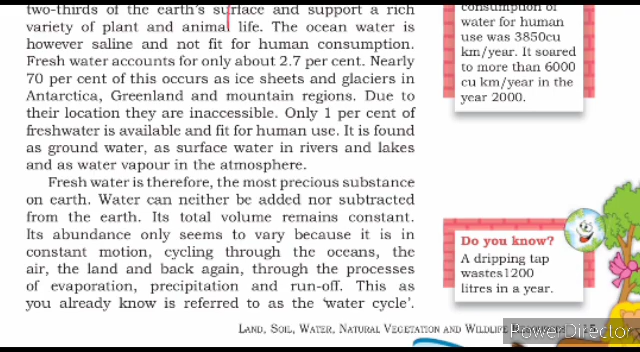 two-thirds of the earth's surface and support a rich
variety of plant and animal life. The ocean water is
however saline and not fit for human consumption.
Fresh water accounts for only about 2.7 per cent. Nearly
70 per cent of this occurs as ice sheets and glaciers in
Antarctica, Greenland and mountain regions. Due to
their location they are inaccessible. Only 1 per cent of
freshwater is available and fit for human use. It is found
as ground water, as surface water in rivers and lakes
and as water vapour in the atmosphere.
Fresh water is therefore, the most precious substance
on earth. Water can neither be added nor subtracted
from the earth. Its total volume remains constant.
Its abundance only seems to vary because it is in
constant motion, cycling through the oceans, the
air, the land and back again, through the processes
of evaporation, precipitation and run-off. This as
you already know is referred to as the 'water cycle'.
consumption of
water for human
use was 3850cu
km/year. It soared
to more than 6000
cu km/year in the
year 2000.
Do you know?
A dripping tap
wastes1200
litres in a year.
LAND, SOIL, WATER, NATURAL VEGETATION AND WILDLIFE
PowerDirector